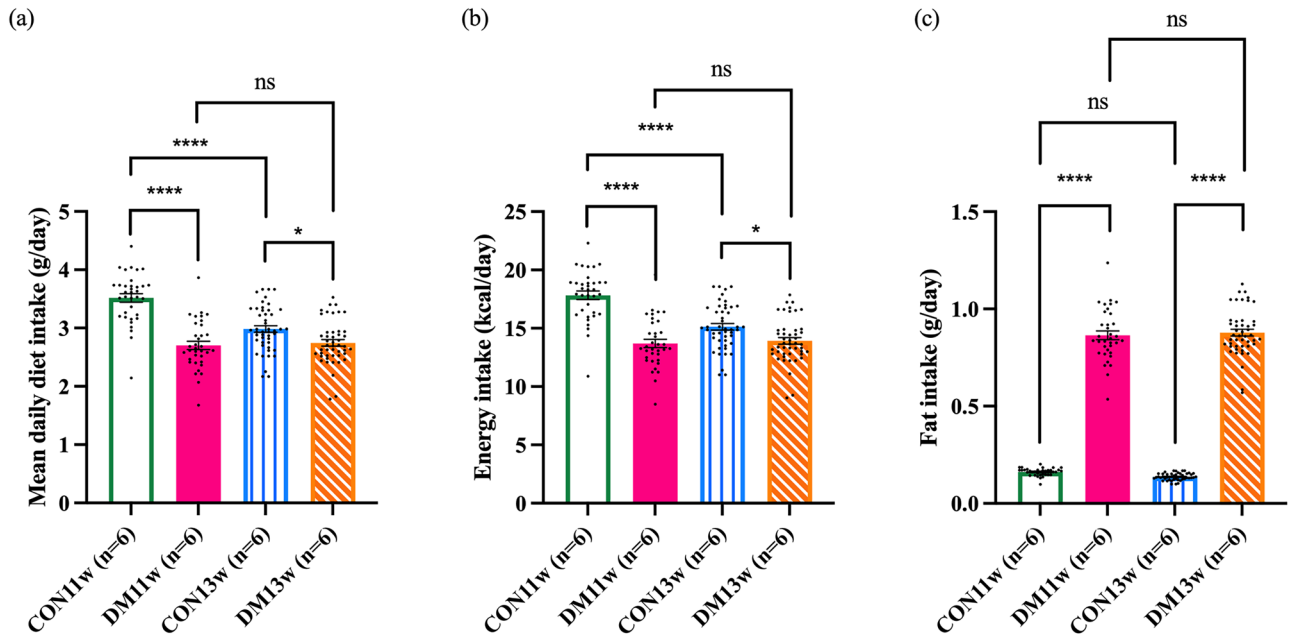 (a)
ns
****
****
*
Mean daily diet intake (g/day)
5
4
3
2
1
0
CON11w (n=6)
DM11w (n=6)
CON13w (n=6)
DM13w (n=6)
(b)
ns
****
****
*
Energy intake (kcal/day)
25
20
15
10
5
0
CON11w (n=6)
DM11w (n=6)
CON13w (n=6)
DM13w (n=6)
(c)
ns
ns
****
****
Fat intake (g/day)
1.5
1.0
0.5
0.0
CON11w (n=6)
DM11w (n=6)
CON13w (n=6)
DM13w (n=6)